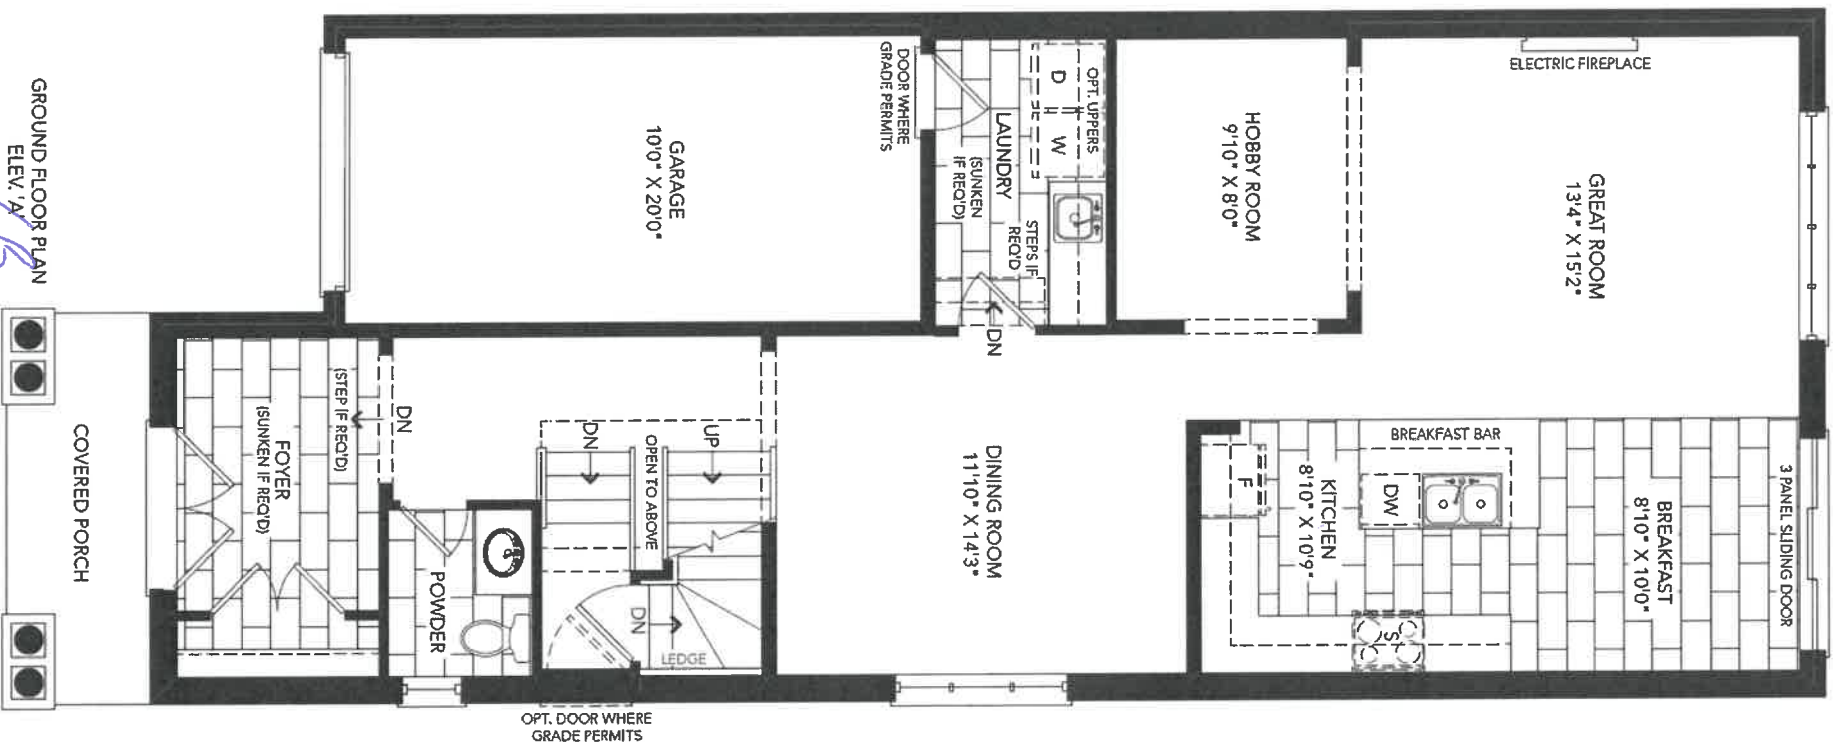 ELECTRIC FIREPLACE
GREAT ROOM
13'4" X 15'2"
3 PANEL SLIDING DOOR
BREAKFAST
8'10" X 10'0"
BREAKFAST BAR
DW
KITCHEN
8'10" X 10'9"
F
S
HOBBY ROOM
9'10" X 8'0"
OPT. UPPERS
D
W
LAUNDRY
(SUNKEN
IF REQ'D)
STEPS IF
REQ'D
DN
DOOR WHERE
GRADE PERMITS
DINING ROOM
11'10" X 14'3"
GARAGE
10'0" X 20'0"
UP
OPEN TO ABOVE
DN
DN
LEDGE
OPT. DOOR WHERE
GRADE PERMITS
POWDER
DN
(STEP IF REQ'D)
FOYER
(SUNKEN IF REQ'D)
COVERED PORCH
GROUND FLOOR PLAN
ELEV. 'A'